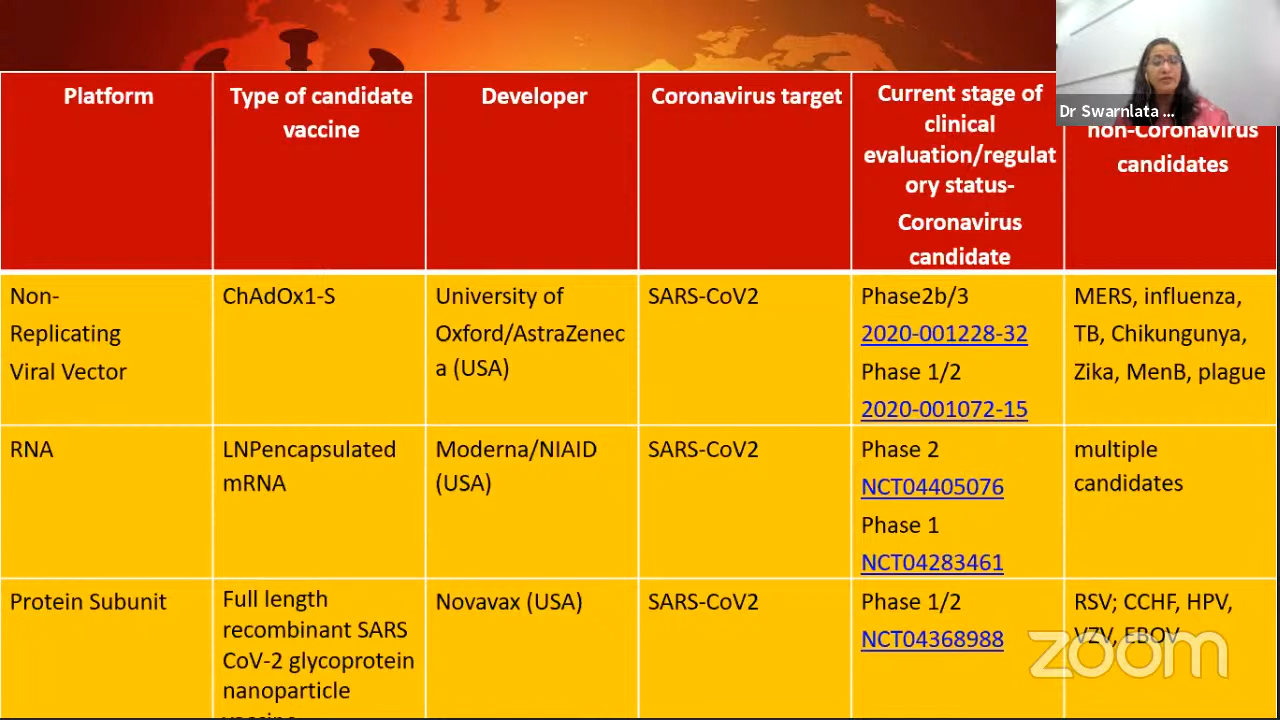 Platform
Type of candidate
vaccine
Developer
Coronavirus target
Current stage of
clinical
evaluation/regulat
ory status-
Coronavirus
candidate
non-Coronavirus
candidates
Dr Swarnlata ...
Non-
Replicating
Viral Vector
ChAdOx1-S
University of
Oxford/AstraZenec
a (USA)
SARS-CoV2
Phase2b/3
2020-001228-32
Phase 1/2
2020-001072-15
MERS, influenza,
TB, Chikungunya,
Zika, MenB, plague
RNA
LNPencapsulated
mRNA
Moderna/NIAID
(USA)
SARS-CoV2
Phase 2
NCT04405076
Phase 1
NCT04283461
multiple
candidates
Protein Subunit
Full length
recombinant SARS
CoV-2 glycoprotein
nanoparticle
Novavax (USA)
SARS-CoV2
Phase 1/2
NCT04368988
RSV; CCHF, HPV,
VZV, EBOV
zoom